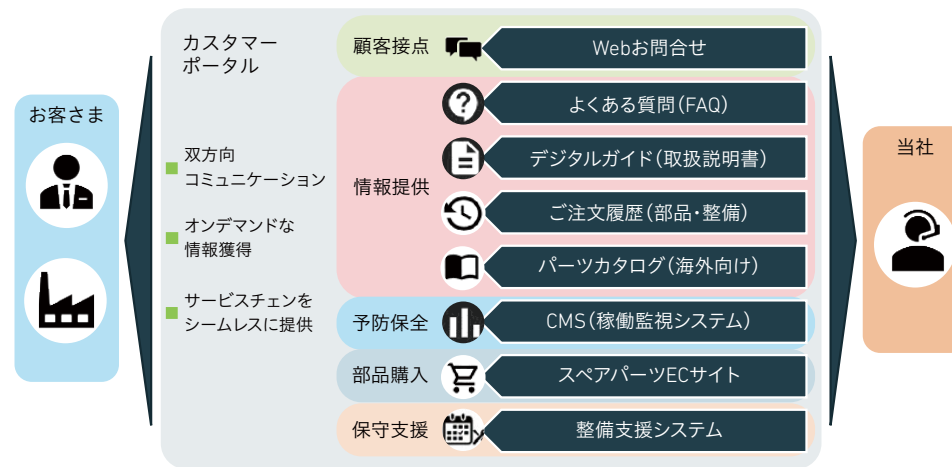 お客さま
カスタマー
ポータル
双方向
コミュニケーション
オンデマンドな
情報獲得
サービスチェンを
シームレスに提供
顧客接点
Webお問合せ
情報提供
よくある質問(FAQ)
デジタルガイド(取扱説明書)
ご注文履歴(部品・整備)
パーツカタログ(海外向け)
予防保全
CMS(稼働監視システム)
部品購入
スペアパーツECサイト
保守支援
整備支援システム
当社